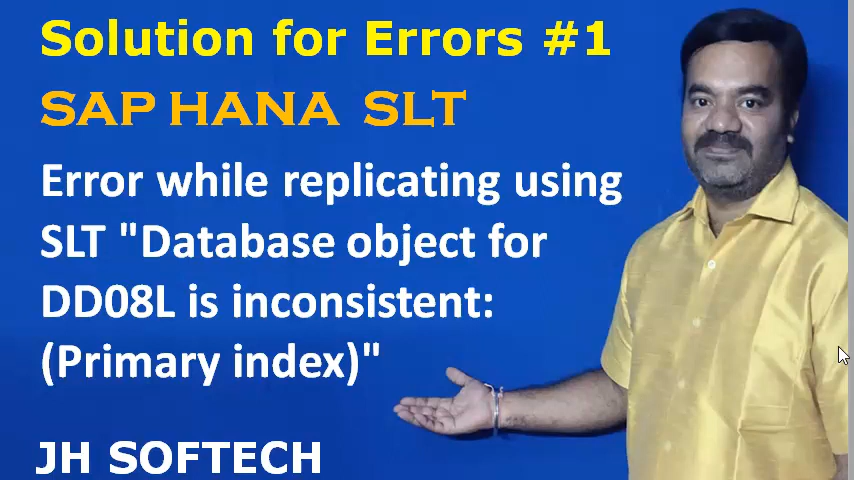 Solution for Errors #1
SAP HANA SLT
Error while replicating using
SLT "Database object for
DD08L is inconsistent:
(Primary index)"
JH SOFTECH